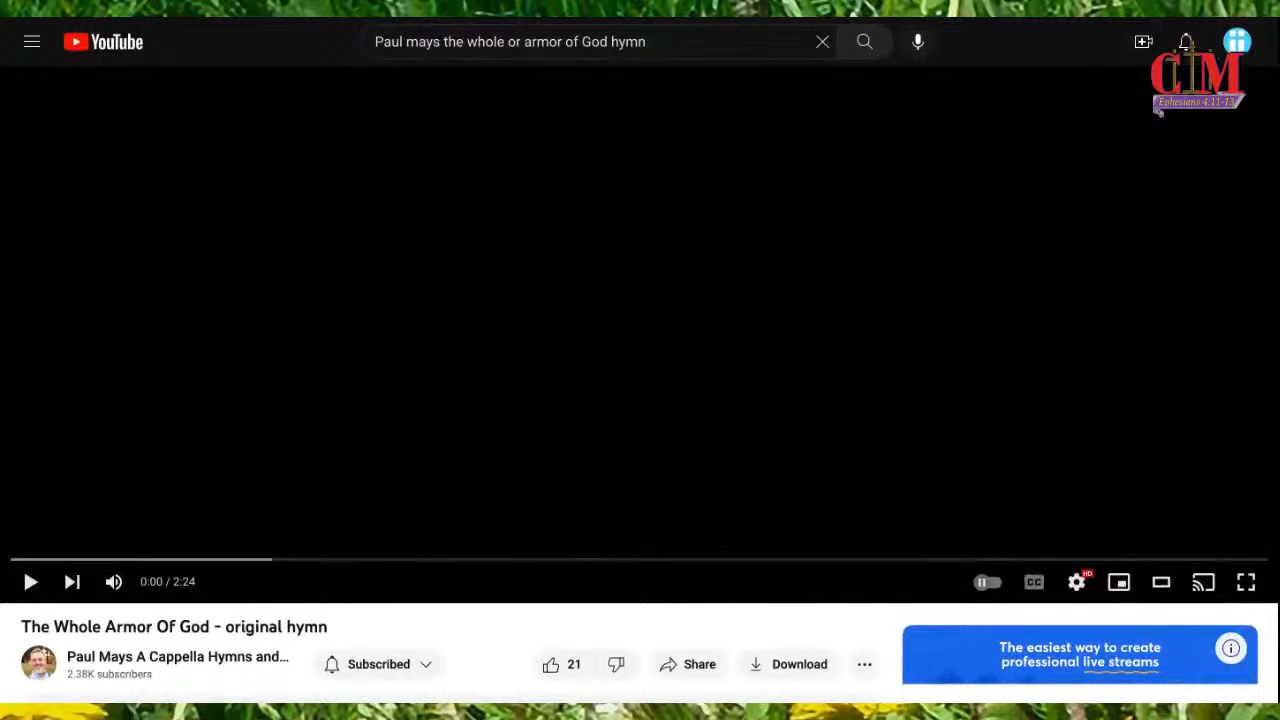 YouTube
Paul mays the whole or armor of God hymn
CIM
Ephesians 4:11-13
0:00 / 2:24
CC
HD
The Whole Armor Of God - original hymn
Paul Mays A Cappella Hymns and...
2.38K subscribers
Subscribed
21
Share
Download
The easiest way to create
professional live streams